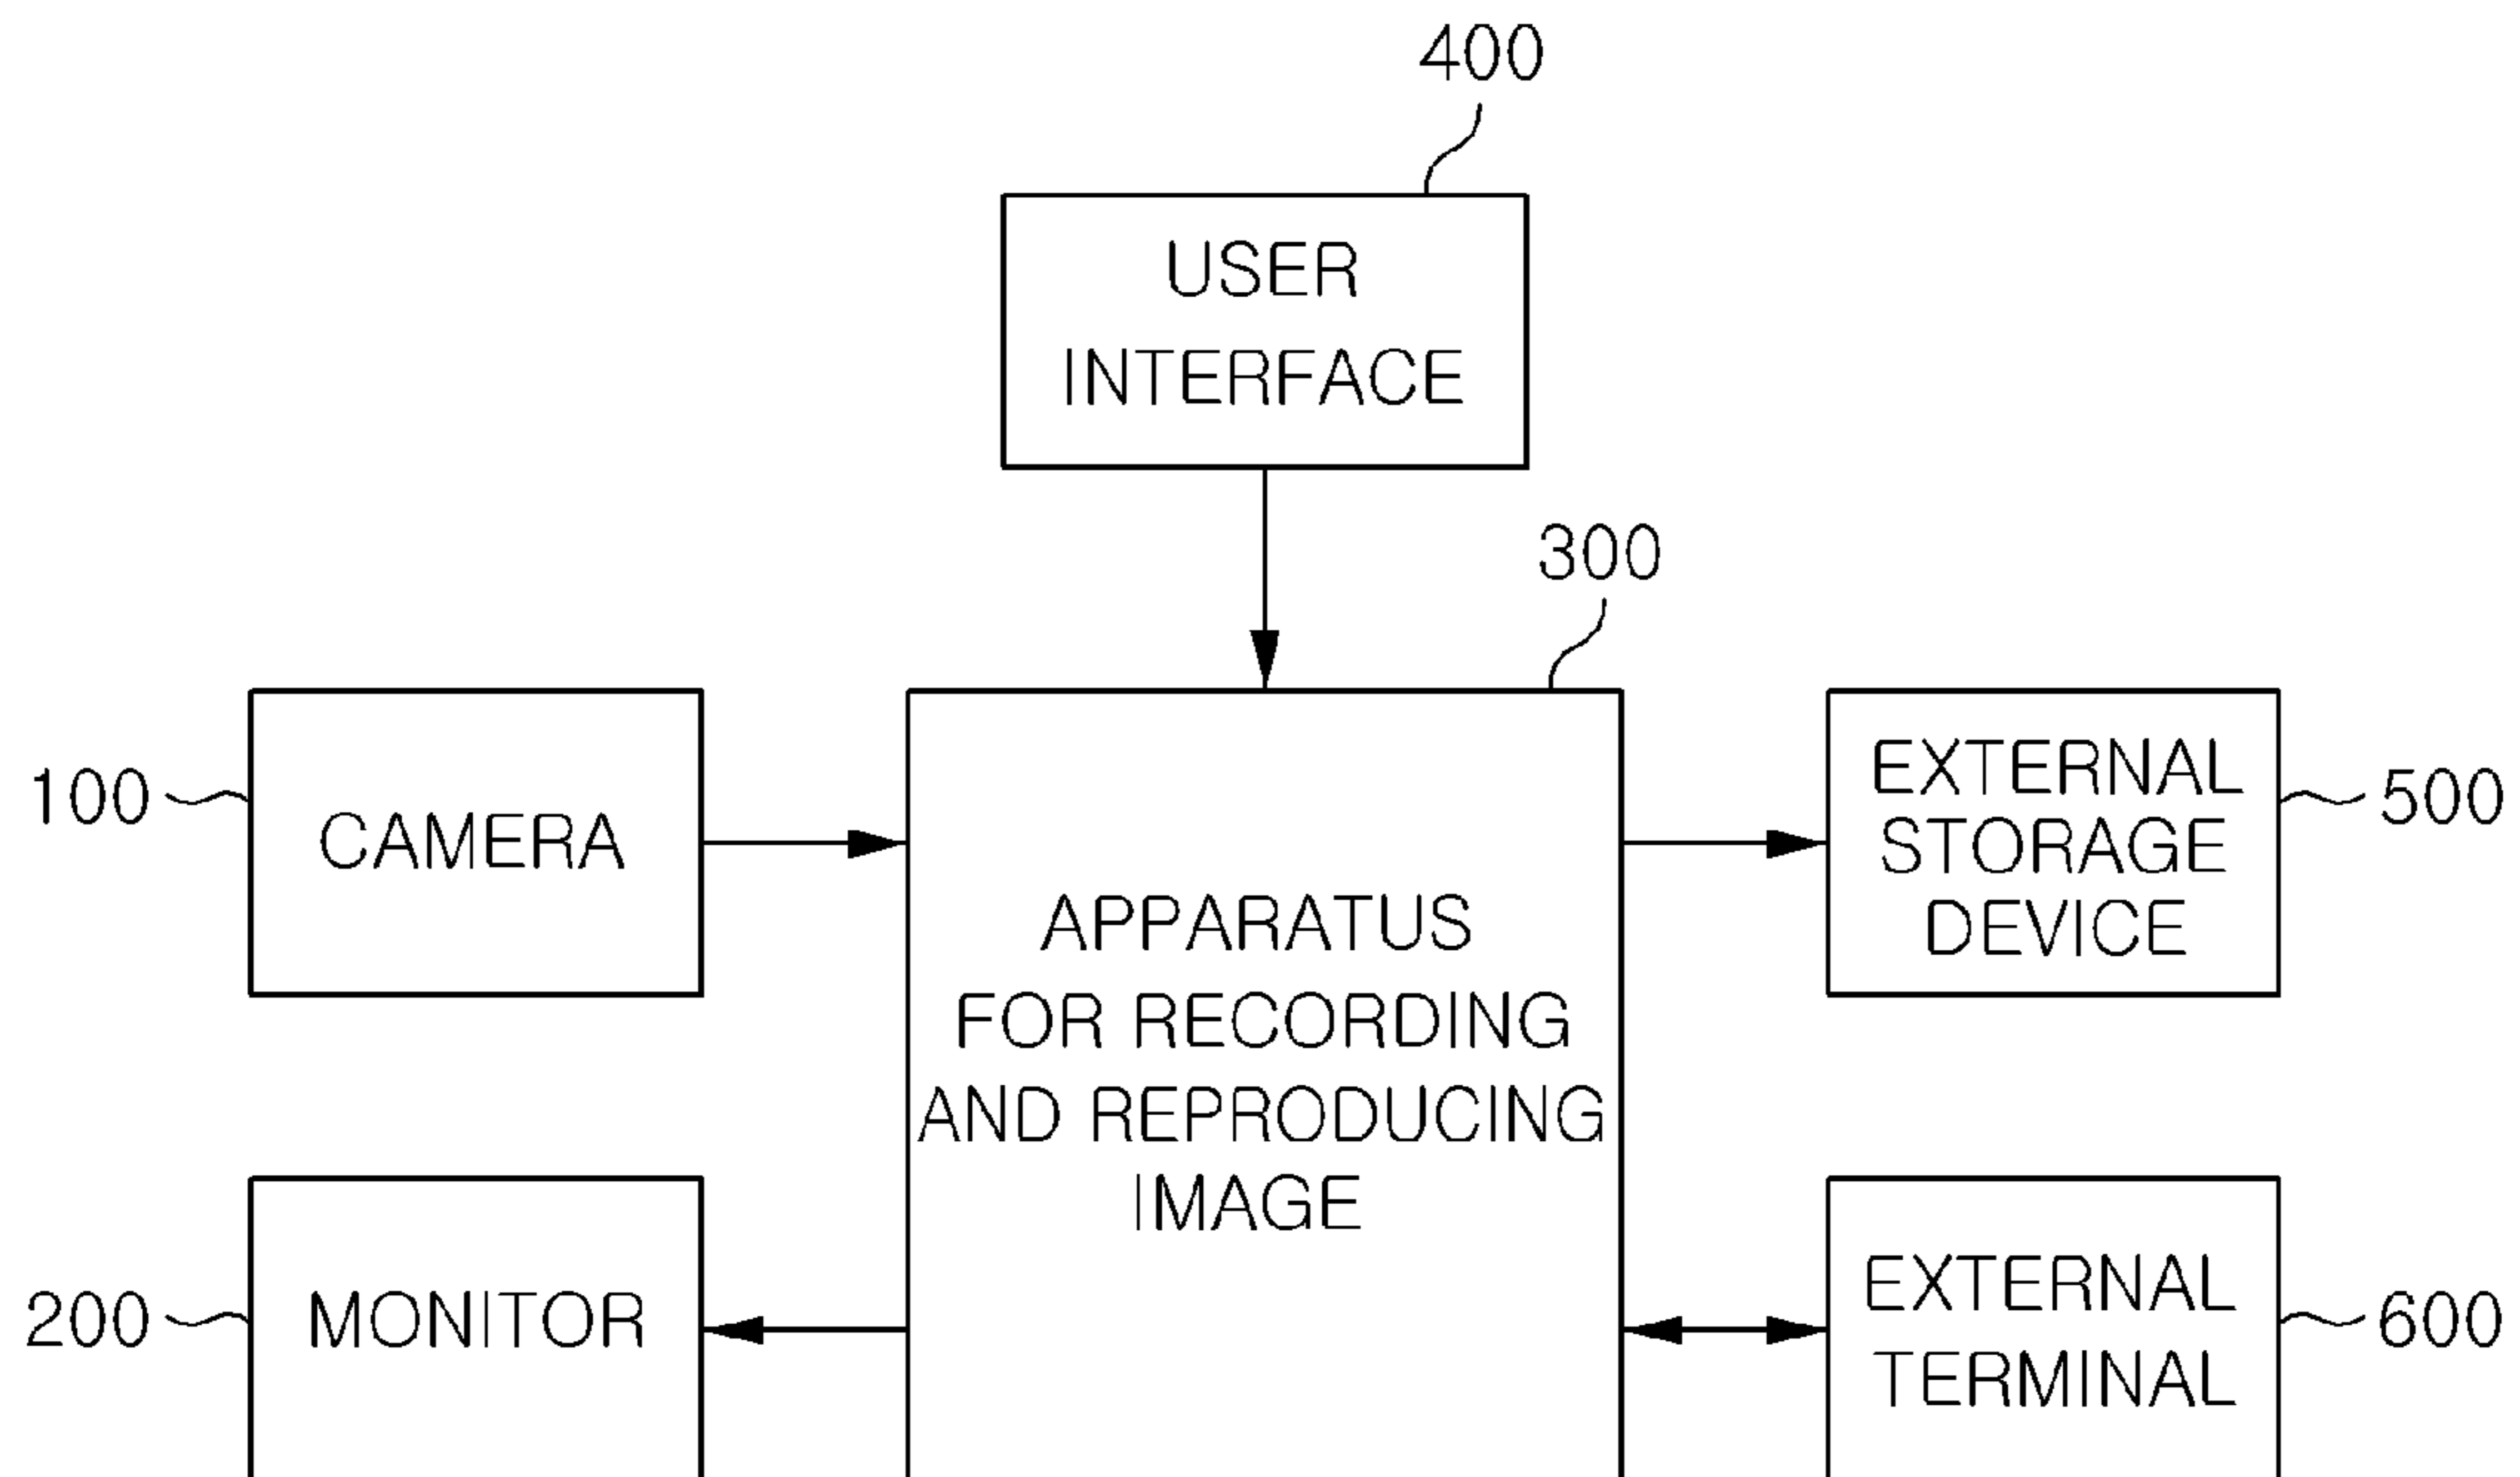 400
USER
INTERFACE
300
100
CAMERA
EXTERNAL
STORAGE
DEVICE
500
APPARATUS
FOR RECORDING
AND REPRODUCING
IMAGE
200
MONITOR
EXTERNAL
TERMINAL
600